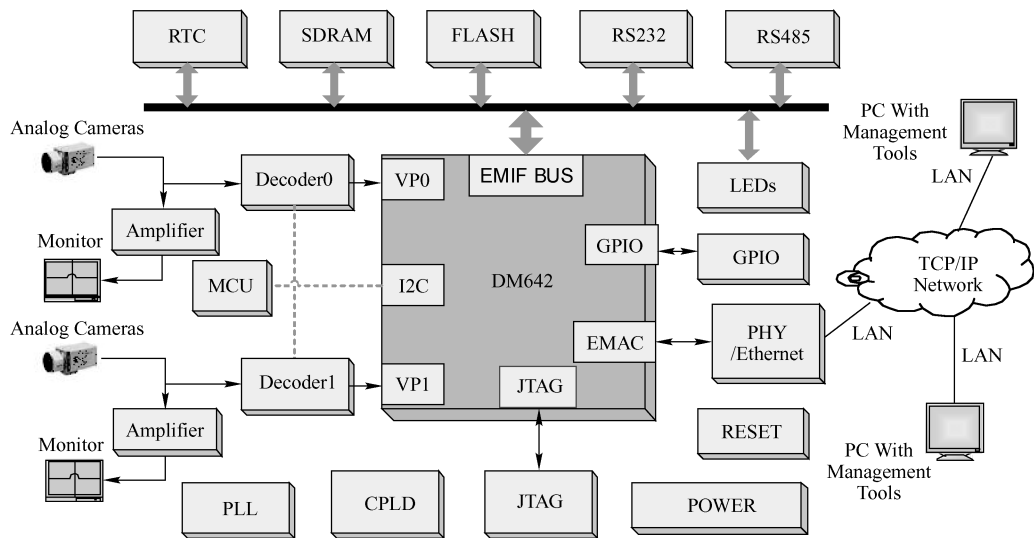 RTC
SDRAM
FLASH
RS232
RS485
Analog Cameras
PC With
Management
Tools
Decoder0
VP0
EMIF BUS
LEDs
LAN
Amplifier
Monitor
MCU
I2C
DM642
GPIO
GPIO
TCP/IP
Network
Analog Cameras
EMAC
PHY
/Ethernet
LAN
LAN
Decoder1
VP1
JTAG
Amplifier
Monitor
RESET
PC With
Management
Tools
PLL
CPLD
JTAG
POWER